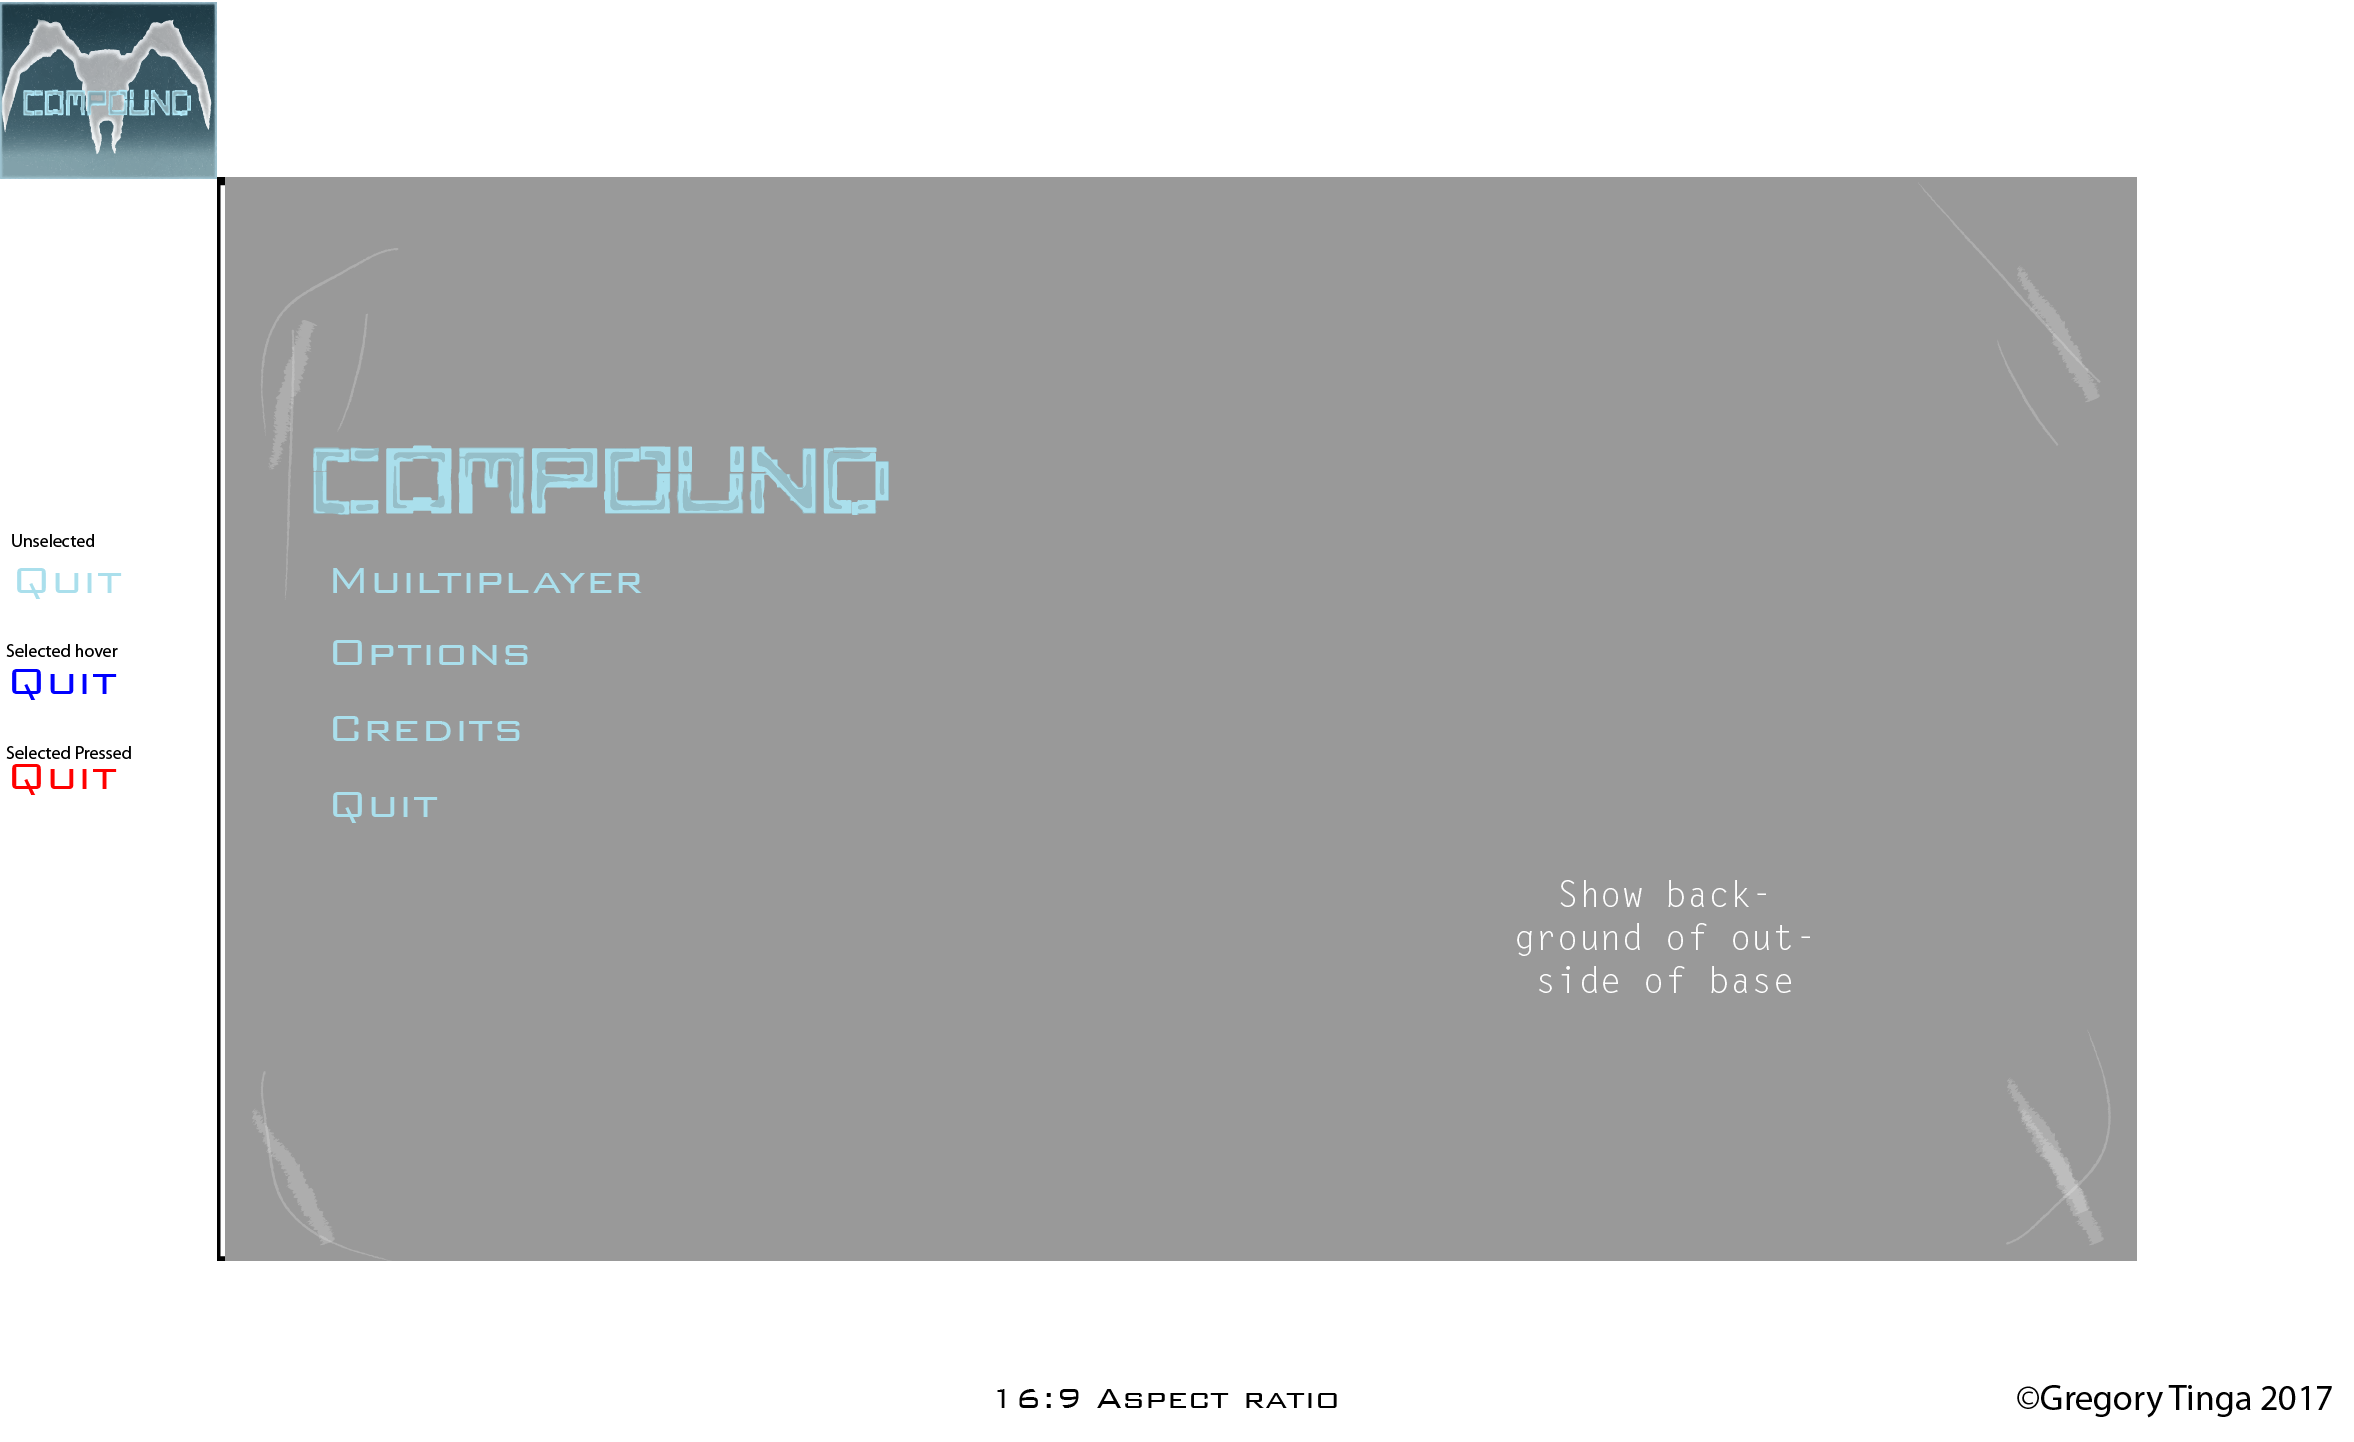 COMPOUND
COMPOUND
Muiltiplayer
Options
Credits
Quit
Unselected
Quit
Selected hover
Quit
Selected Pressed
Quit
Show back-
ground of out-
side of base
16:9 Aspect ratio
©Gregory Tinga 2017